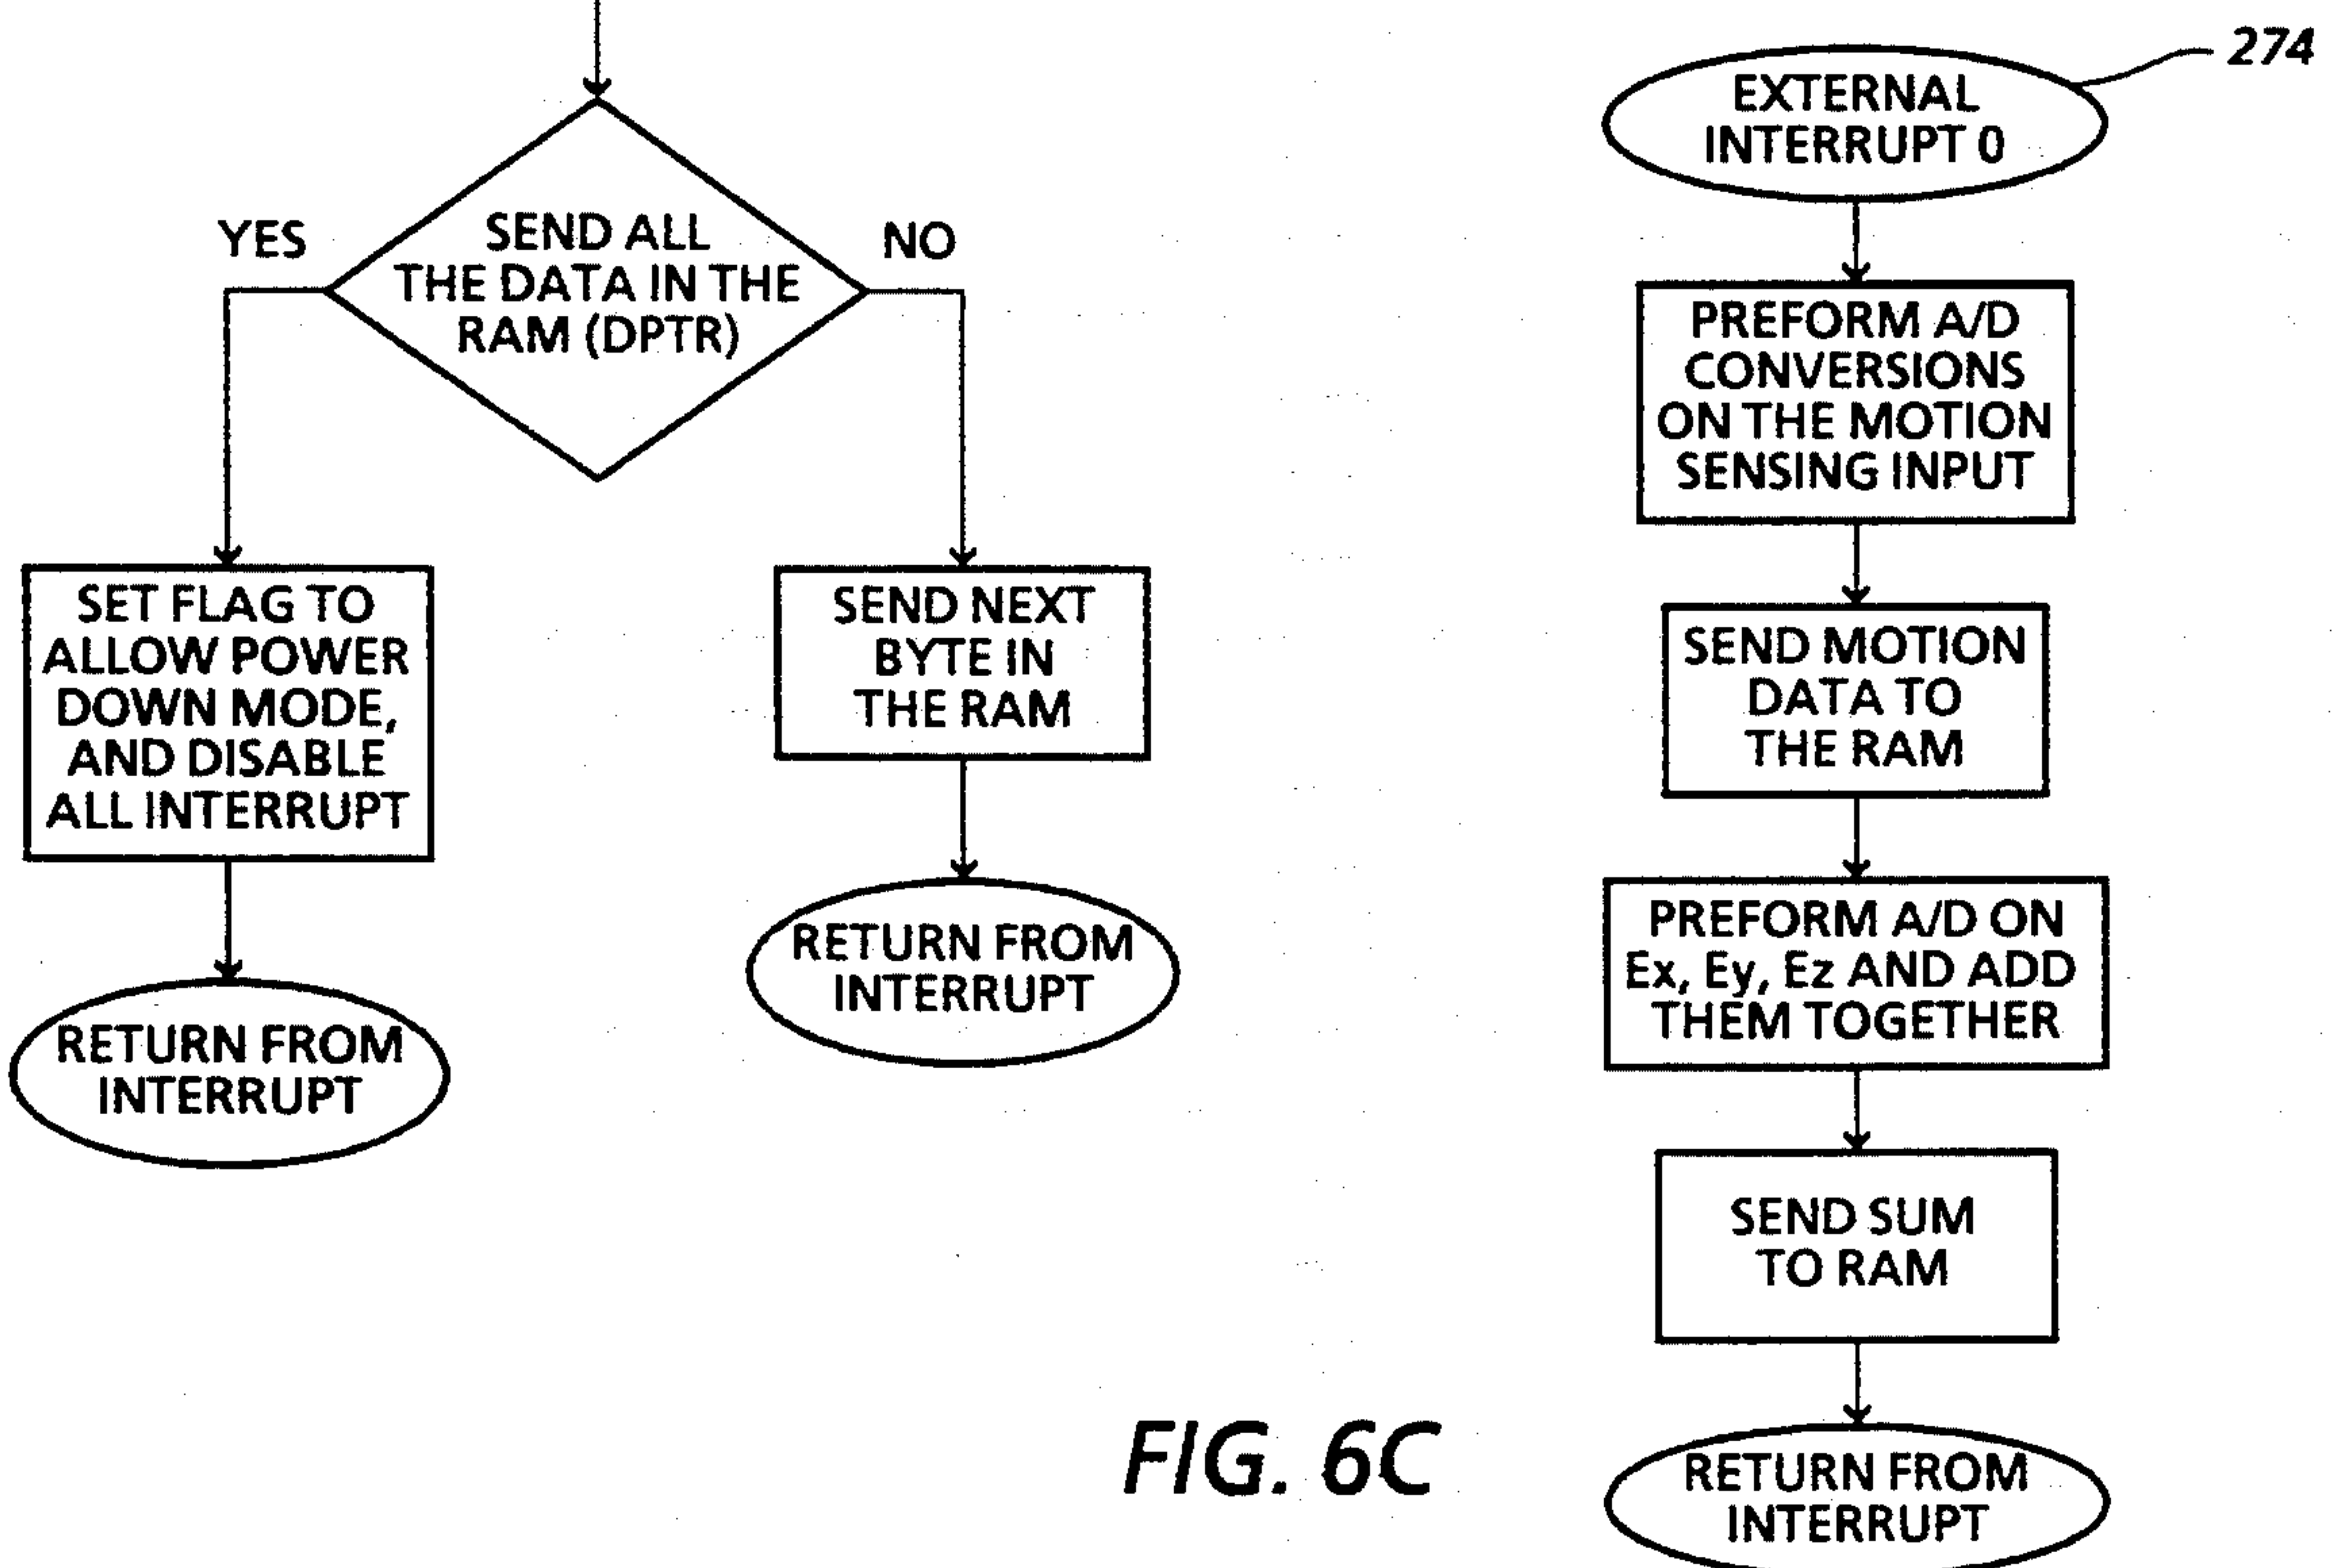 SEND ALL
THE DATA IN THE
RAM (DPTR)
YES
NO
SET FLAG TO
ALLOW POWER
DOWN MODE,
AND DISABLE
ALL INTERRUPT
RETURN FROM
INTERRUPT
SEND NEXT
BYTE IN
THE RAM
RETURN FROM
INTERRUPT
274
EXTERNAL
INTERRUPT 0
PREFORM A/D
CONVERSIONS
ON THE MOTION
SENSING INPUT
SEND MOTION
DATA TO
THE RAM
PREFORM A/D ON
Ex, Ey, Ez AND ADD
THEM TOGETHER
SEND SUM
TO RAM
RETURN FROM
INTERRUPT
FIG. 6C